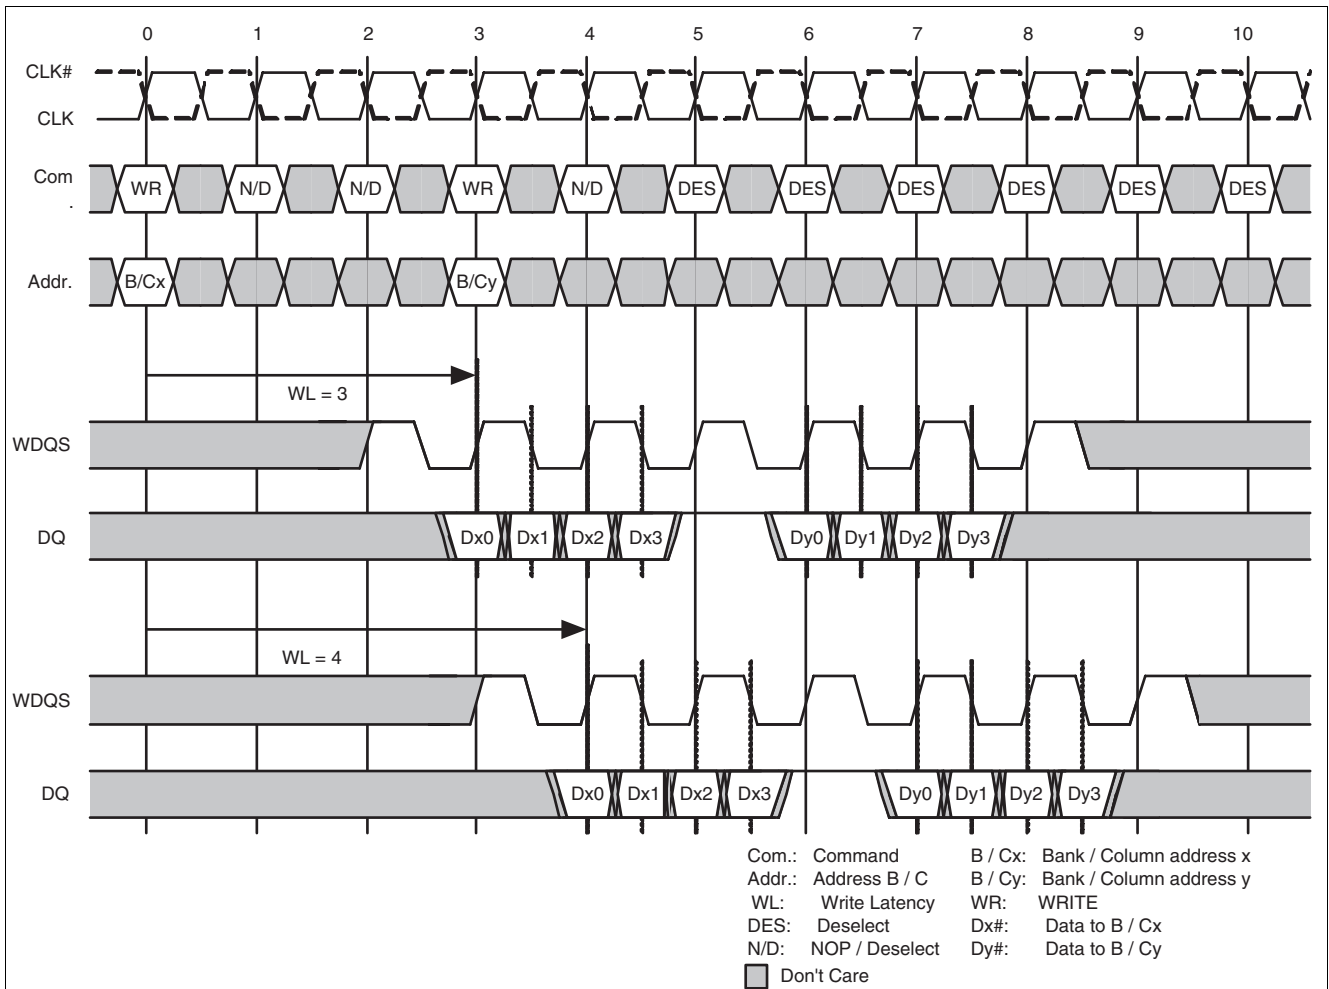 0 1 2 3 4 5 6 7 8 9 10
CLK#
CLK
Com
.
WR N/D N/D WR N/D DES DES DES DES DES DES
Addr. B/Cx B/Cy
WL = 3
WDQS
DQ Dx0 Dx1 Dx2 Dx3 Dy0 Dy1 Dy2 Dy3
WL = 4
WDQS
DQ Dx0 Dx1 Dx2 Dx3 Dy0 Dy1 Dy2 Dy3
Com.: Command B / Cx: Bank / Column address x
Addr.: Address B / C B / Cy: Bank / Column address y
WL: Write Latency WR: WRITE
DES: Deselect Dx#: Data to B / Cx
N/D: NOP / Deselect Dy#: Data to B / Cy
Don't Care